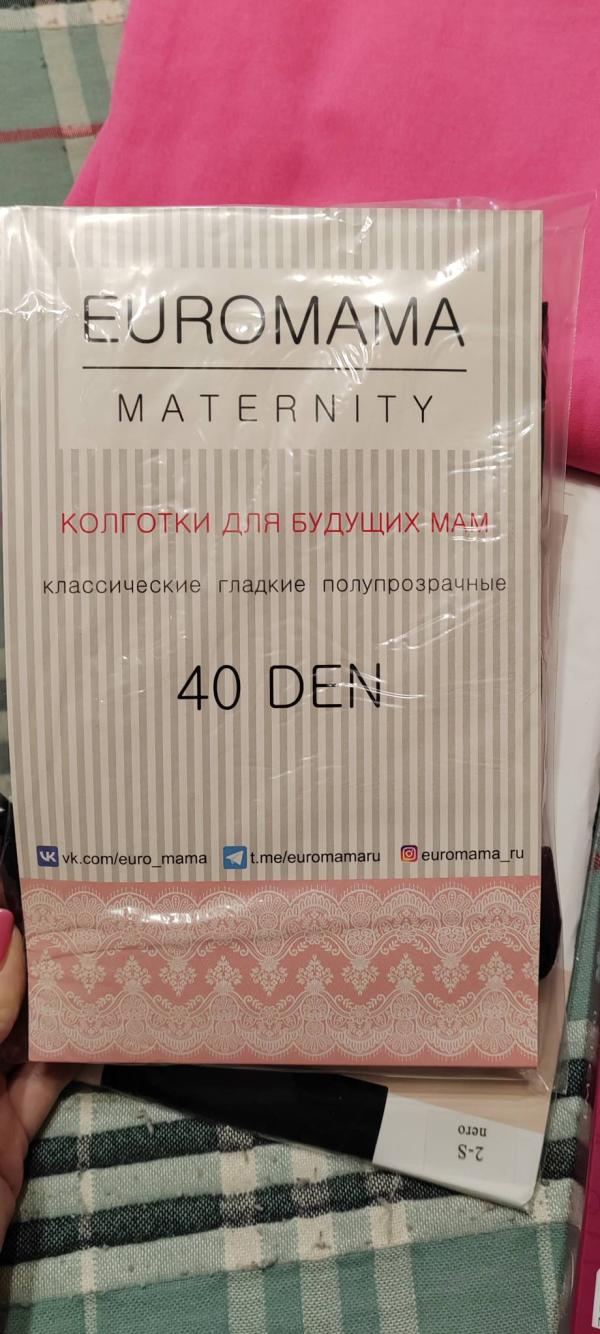 EUROMAMA
MATERNITY
КОЛГОТКИ ДЛЯ БУДУЩИХ МАМ
классические гладкие полупрозрачные
40 DEN
vk.com/euro_mama t.me/euromamaru euromama_ru
2-S
nero